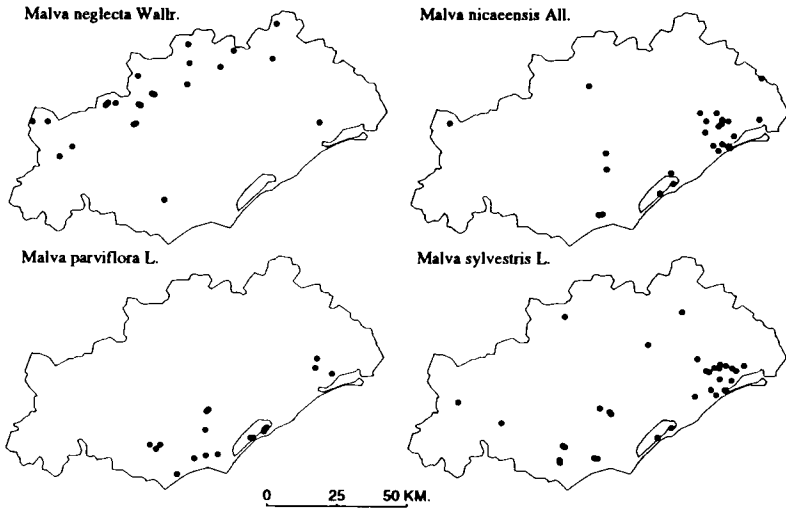 Malva neglecta Wallr.
Malva nicaeensis All.
Malva parviflora L.
Malva sylvestris L.
0 25 50 KM.